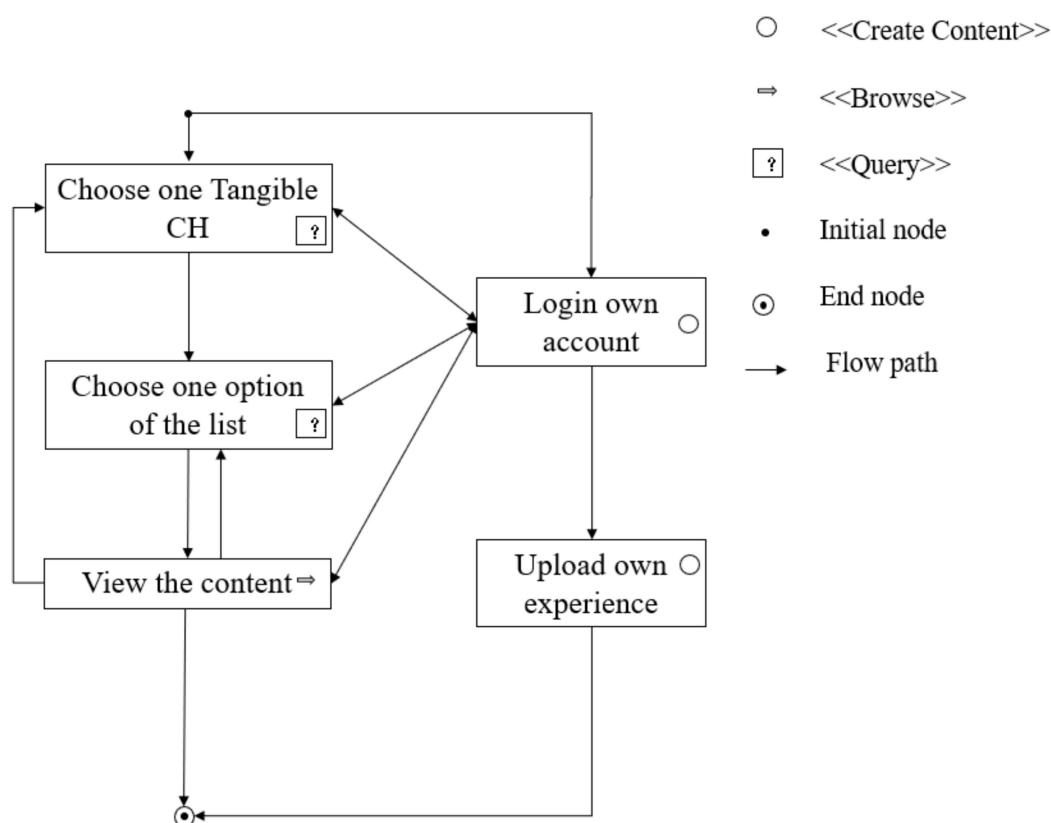 Choose one Tangible
CH
?
Choose one option
of the list
?
View the content
Login own
account
Upload own
experience
<<Create Content>>
<<Browse>>
? <<Query>>
Initial node
End node
Flow path